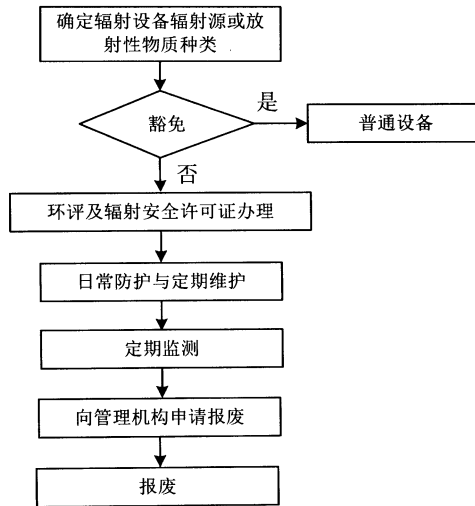 确定辐射设备辐射源或放
射性物质种类
豁免
是
普通设备
否
环评及辐射安全许可证办理
日常防护与定期维护
定期监测
向管理机构申请报废
报废